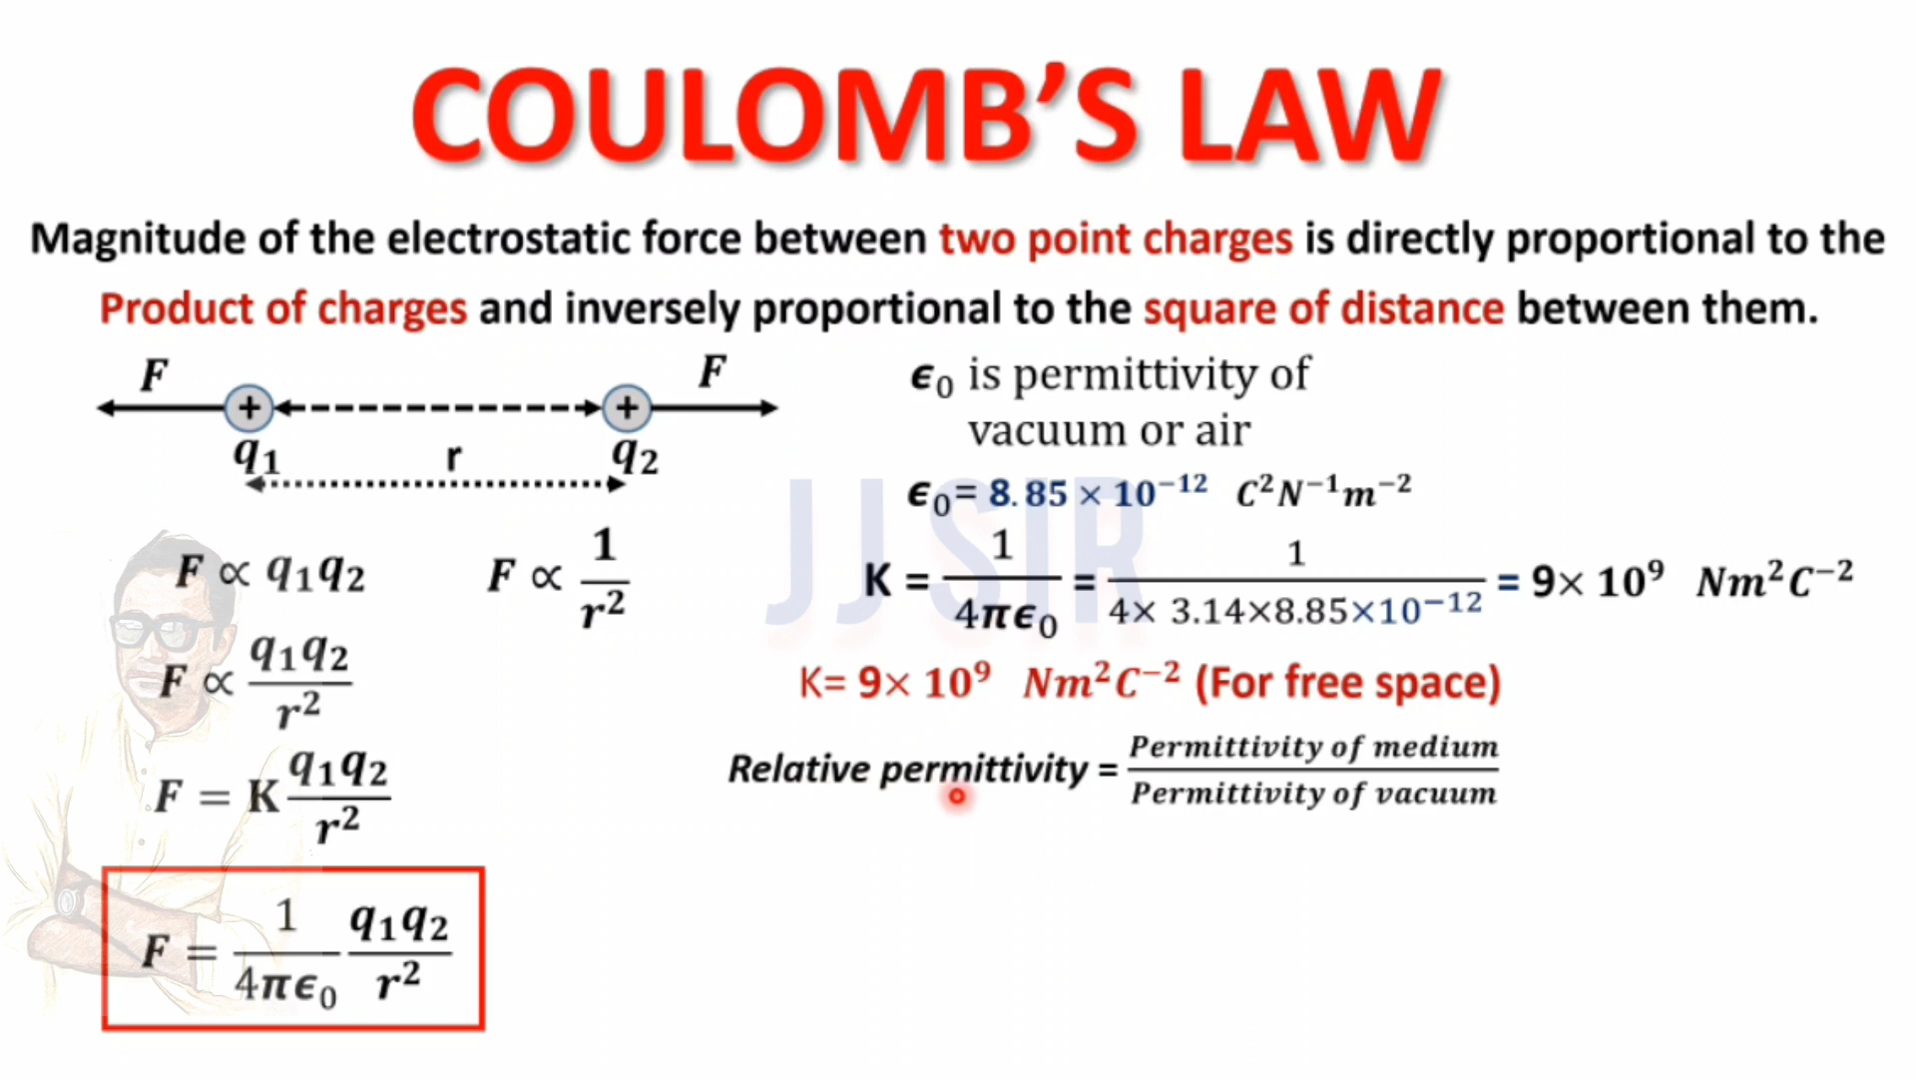 COULOMB’S LAW
Magnitude of the electrostatic force between two point charges is directly proportional to the
Product of charges and inversely proportional to the square of distance between them.
F F
+ +
q₁ r q₂
F ∝ q₁q₂ F ∝ 1/r²
F ∝ q₁q₂/r²
F = K q₁q₂/r²
F = 1/4πϵ₀ q₁q₂/r²
ϵ₀ is permittivity of
vacuum or air
ϵ₀= 8.85 × 10⁻¹² C²N⁻¹m⁻²
K = 1/4πϵ₀ = 1/4× 3.14×8.85×10⁻¹² = 9× 10⁹ Nm²C⁻²
K= 9× 10⁹ Nm²C⁻² (For free space)
Relative permittivity = Permittivity of medium/Permittivity of vacuum
JJ SIR